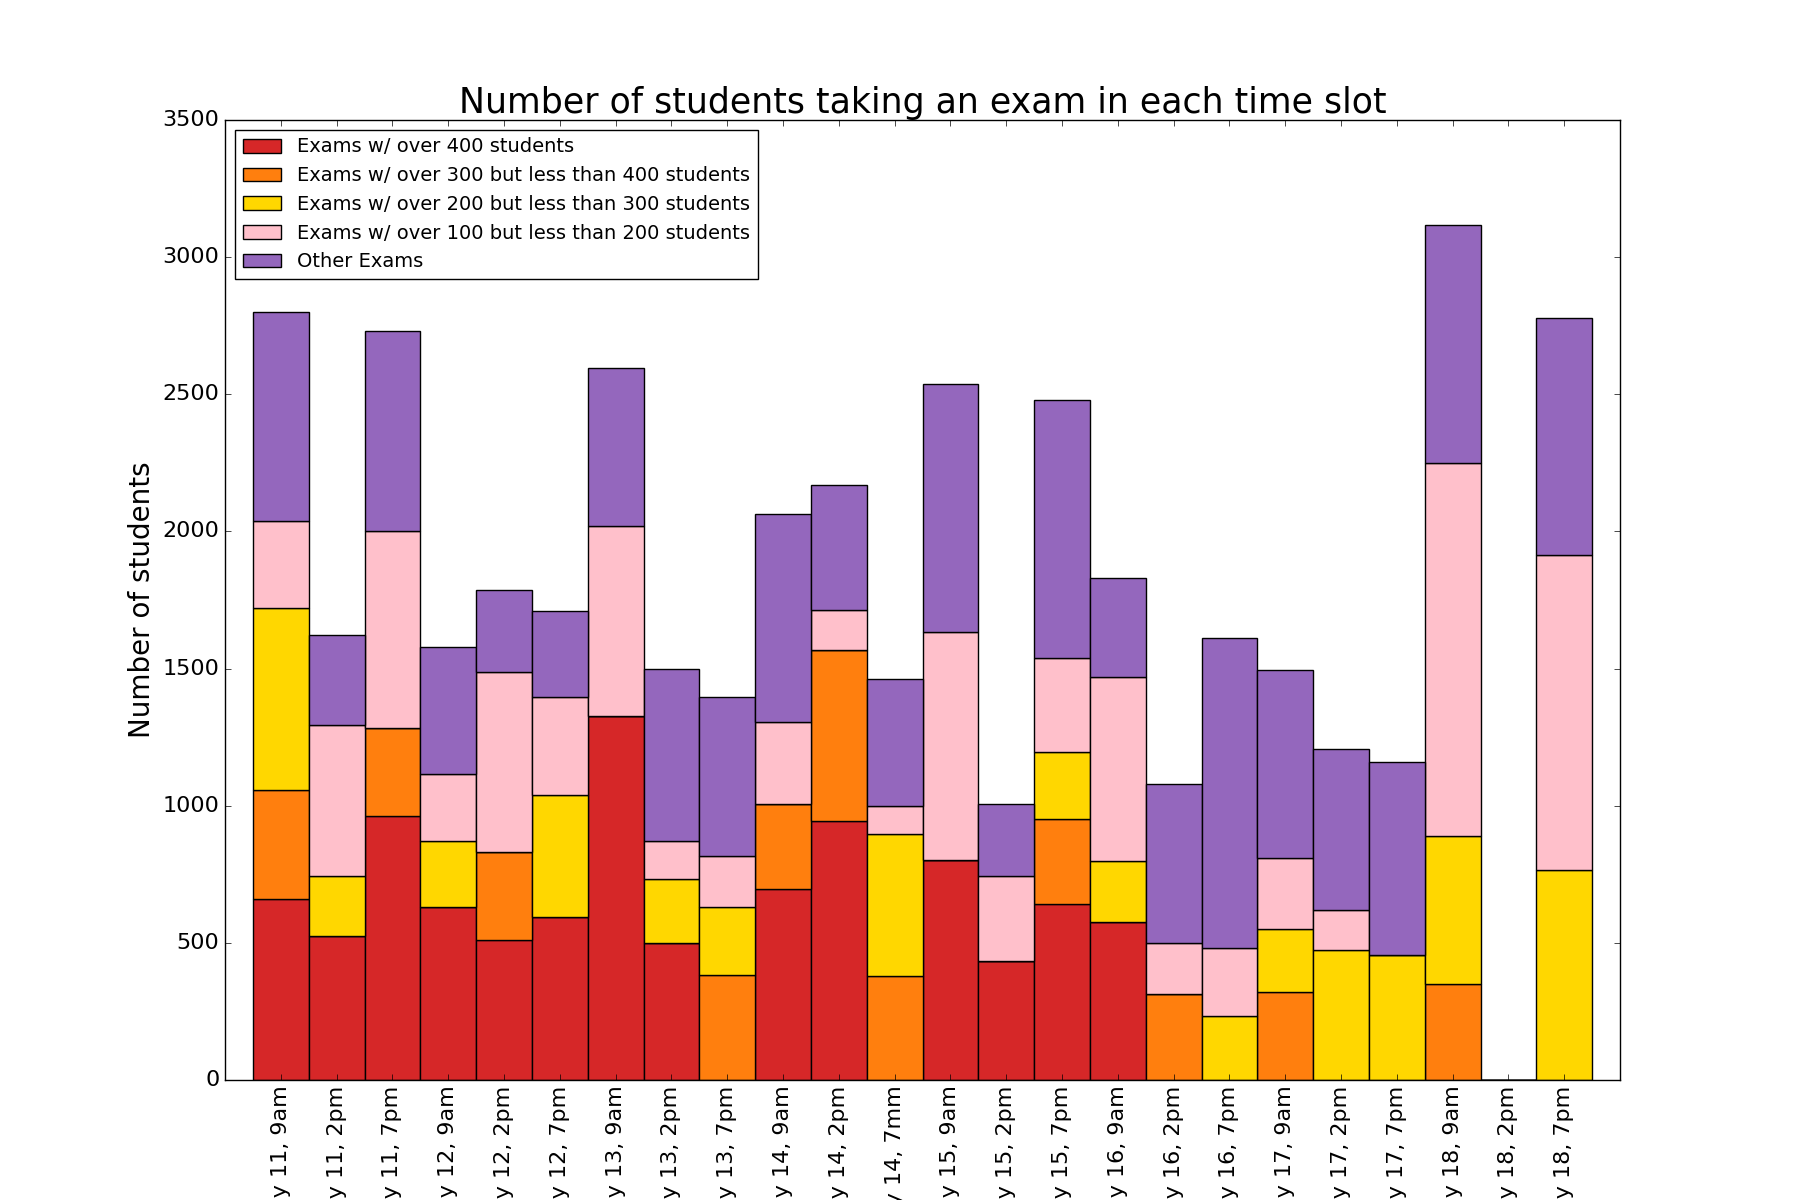 Number of students taking an exam in each time slot
Exams w/ over 400 students
Exams w/ over 300 but less than 400 students
Exams w/ over 200 but less than 300 students
Exams w/ over 100 but less than 200 students
Other Exams
3500
3000
2500
2000
1500
1000
500
0
Number of students
y 11, 9am
y 11, 2pm
y 11, 7pm
y 12, 9am
y 12, 2pm
y 12, 7pm
y 13, 9am
y 13, 2pm
y 13, 7pm
y 14, 9am
y 14, 2pm
y 14, 7mm
y 15, 9am
y 15, 2pm
y 15, 7pm
y 16, 9am
y 16, 2pm
y 16, 7pm
y 17, 9am
y 17, 2pm
y 17, 7pm
y 18, 9am
y 18, 2pm
y 18, 7pm